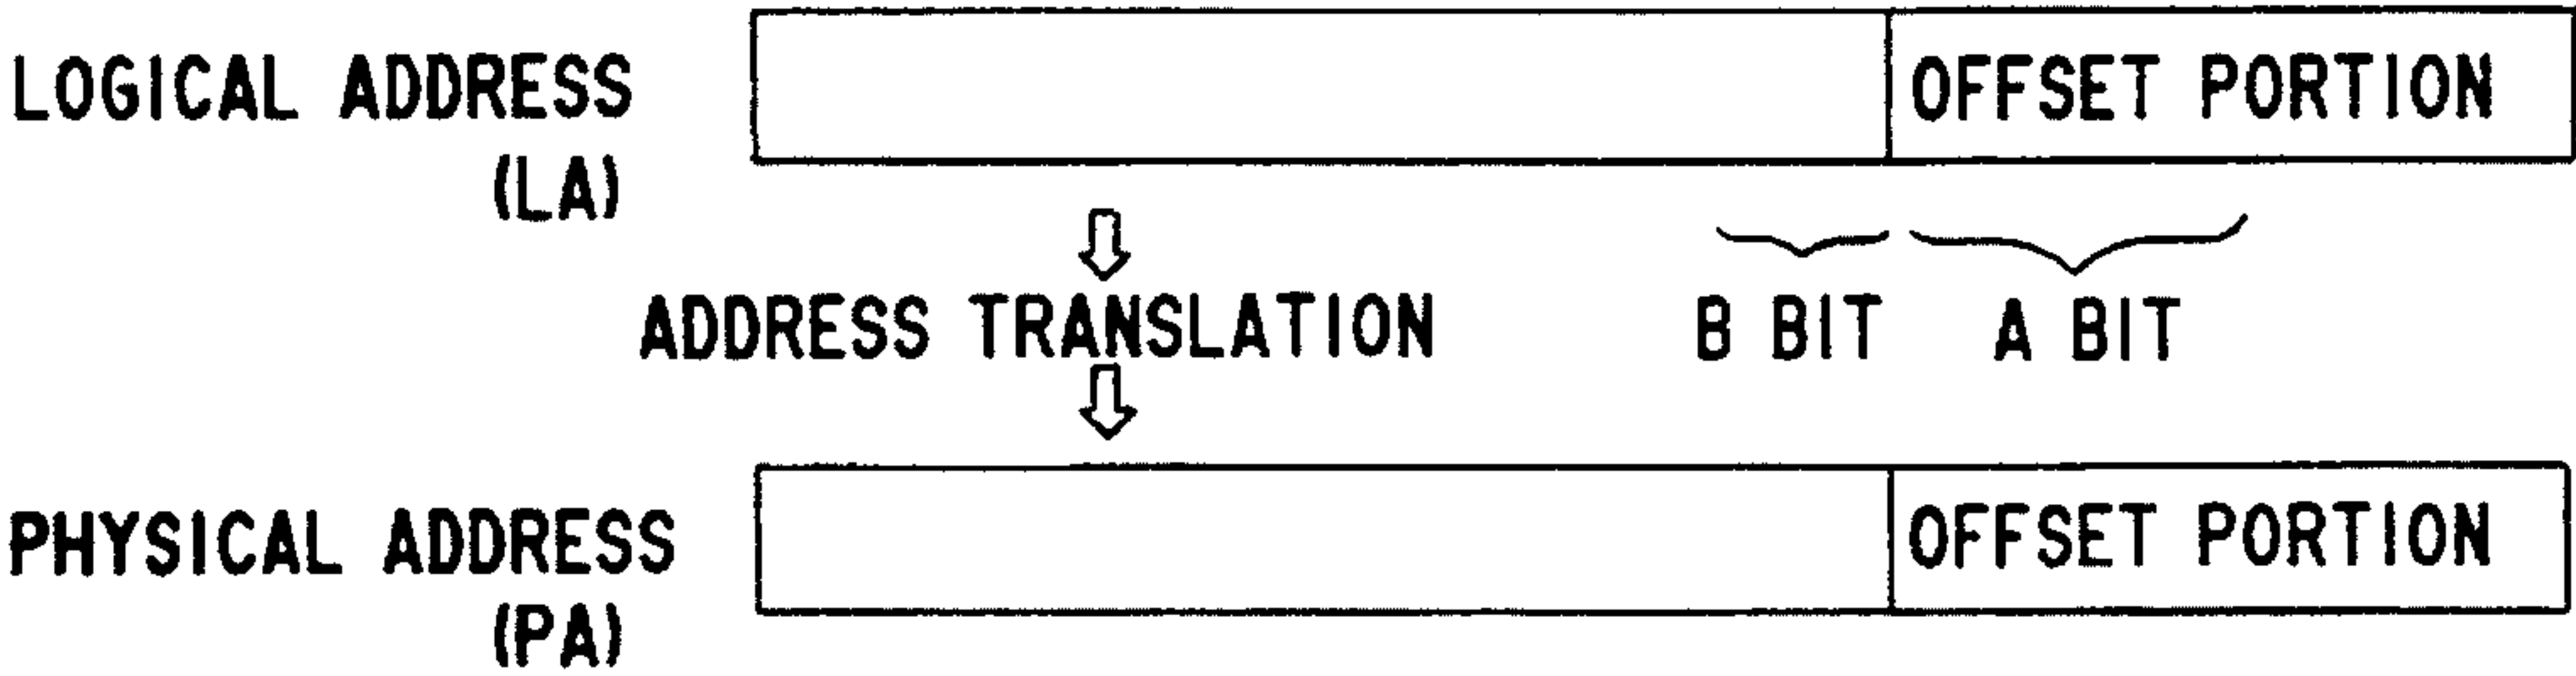 LOGICAL ADDRESS
(LA)
OFFSET PORTION
ADDRESS TRANSLATION
B BIT
A BIT
PHYSICAL ADDRESS
(PA)
OFFSET PORTION